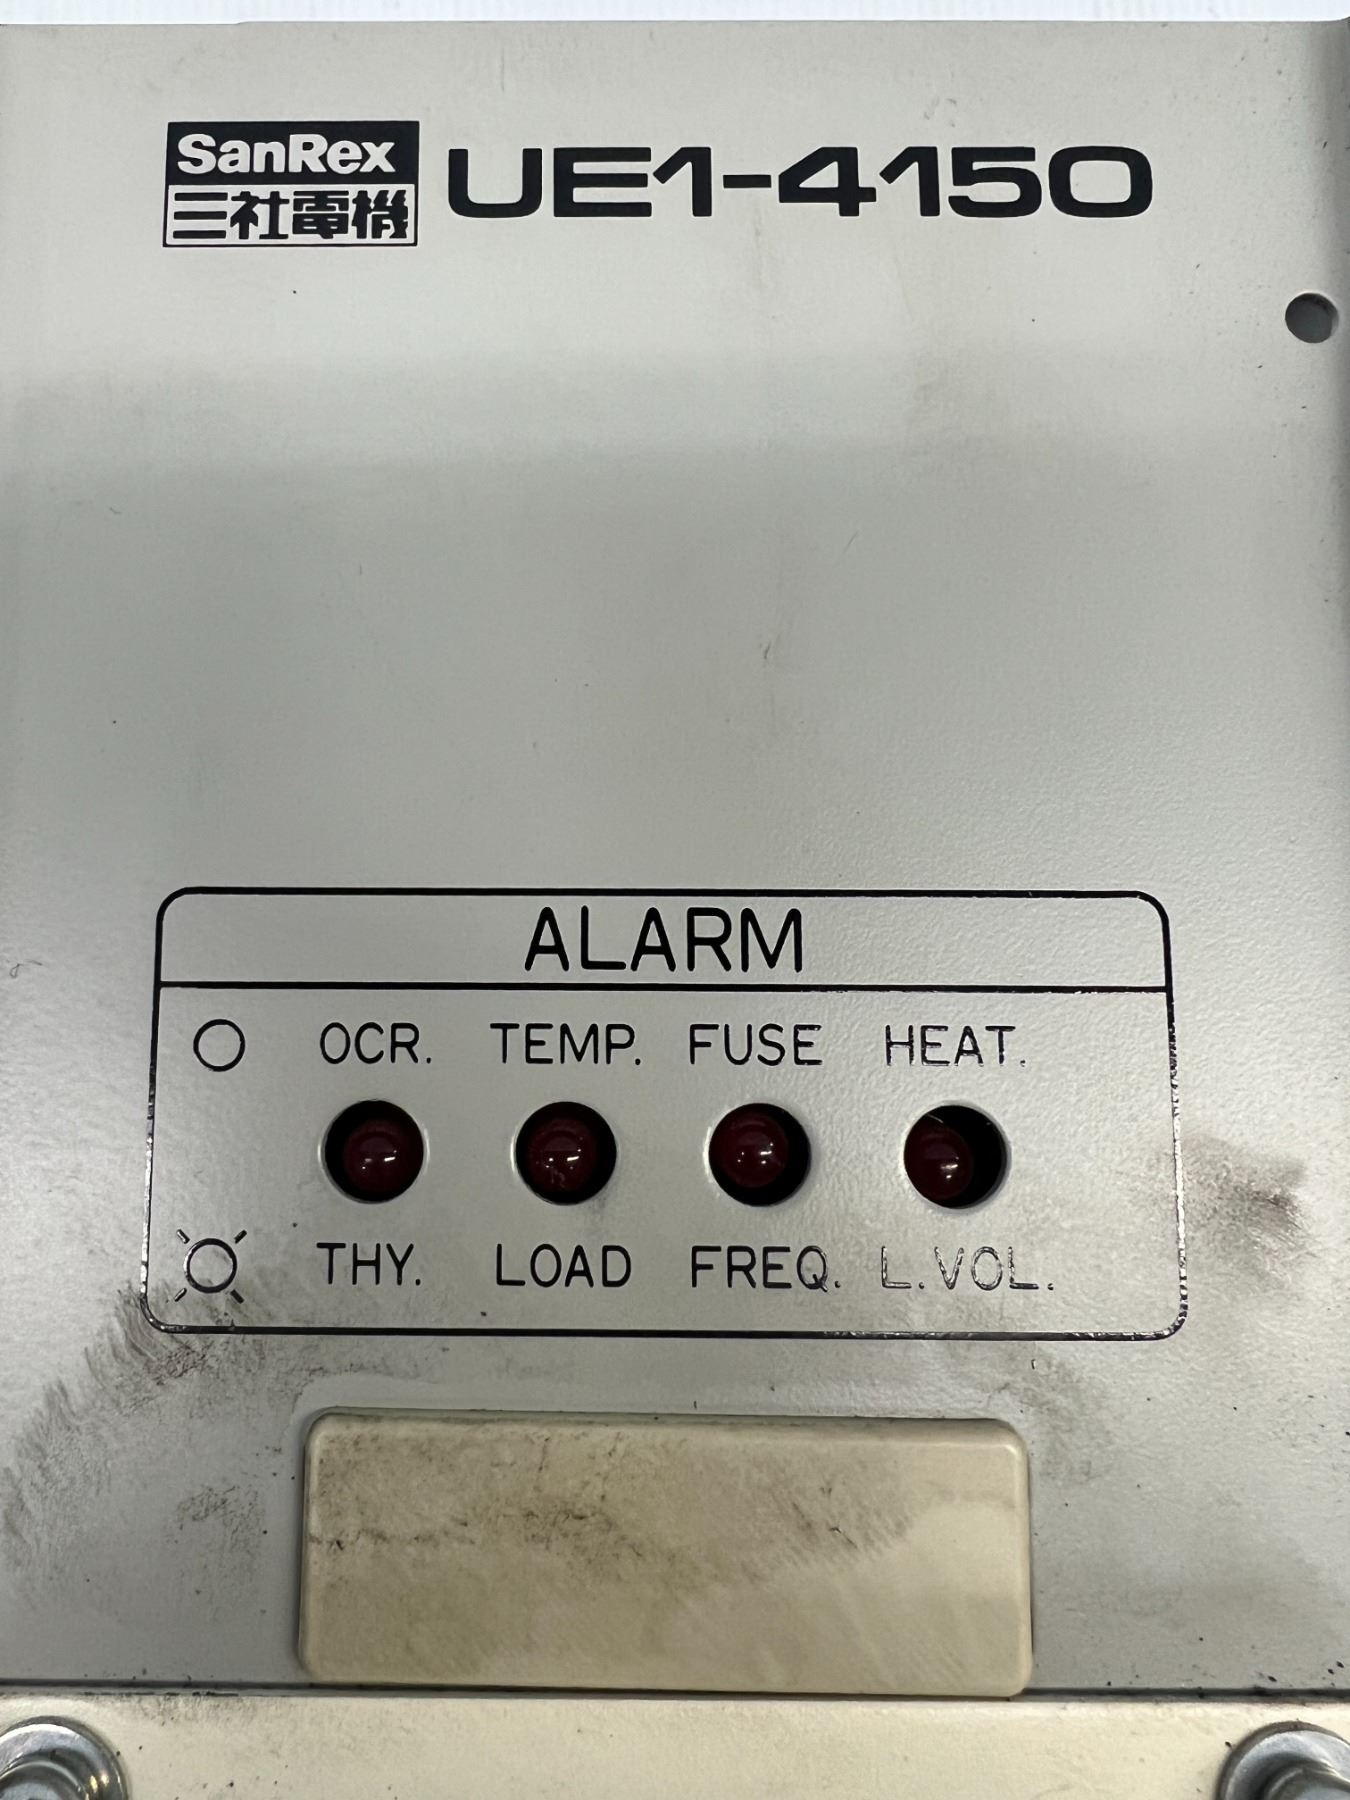 SanRex
三社電機
UE1-4150
ALARM
OCR. TEMP. FUSE HEAT.
THY. LOAD FREQ. L.VOL.